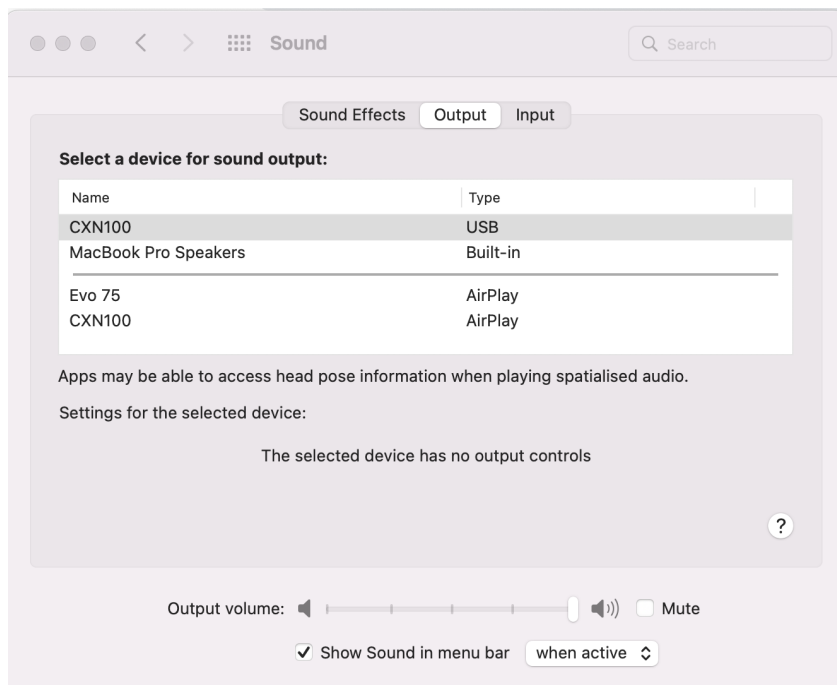 Sound
Search
Sound Effects Output Input
Select a device for sound output:
Name Type
CXN100 USB
MacBook Pro Speakers Built-in
Evo 75 AirPlay
CXN100 AirPlay
Apps may be able to access head pose information when playing spatialised audio.
Settings for the selected device:
The selected device has no output controls
?
Output volume: Mute
Show Sound in menu bar when active